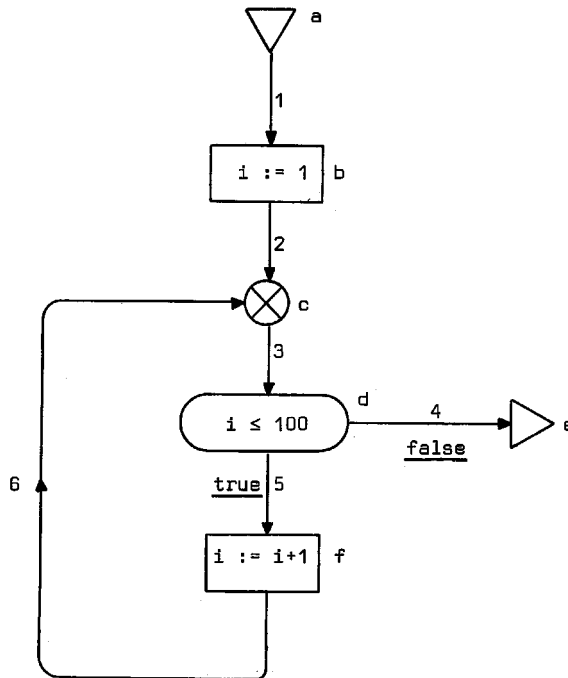 a
1
i := 1 b
2
c
3
d
i ≤ 100
4
e
false
6
true 5
i := i+1 f